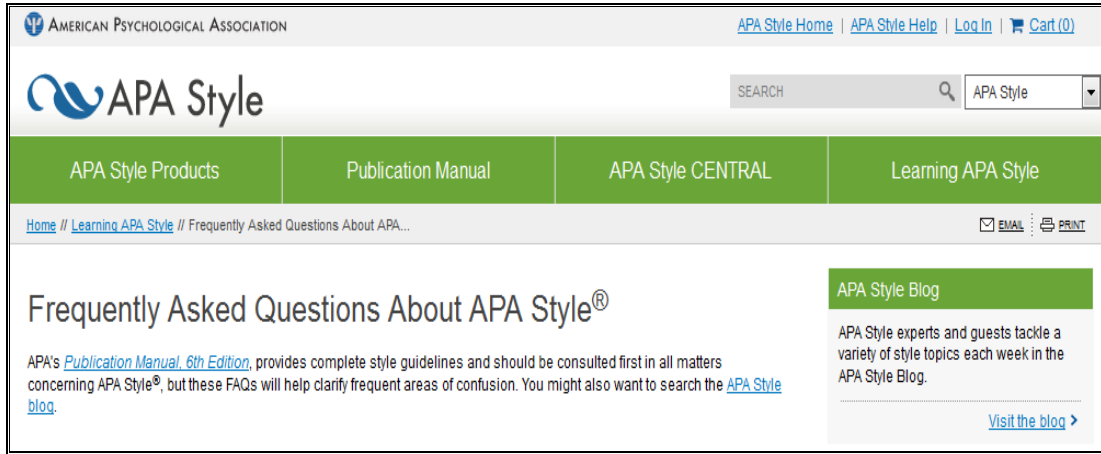 AMERICAN PSYCHOLOGICAL ASSOCIATION
APA Style Home | APA Style Help | Log In | Cart (0)
APA Style
SEARCH
APA Style
APA Style Products
Publication Manual
APA Style CENTRAL
Learning APA Style
Home // Learning APA Style // Frequently Asked Questions About APA...
EMAIL
PRINT
Frequently Asked Questions About APA Style®
APA's Publication Manual, 6th Edition, provides complete style guidelines and should be consulted first in all matters
concerning APA Style®, but these FAQs will help clarify frequent areas of confusion. You might also want to search the APA Style
blog.
APA Style Blog
APA Style experts and guests tackle a
variety of style topics each week in the
APA Style Blog.
Visit the blog >